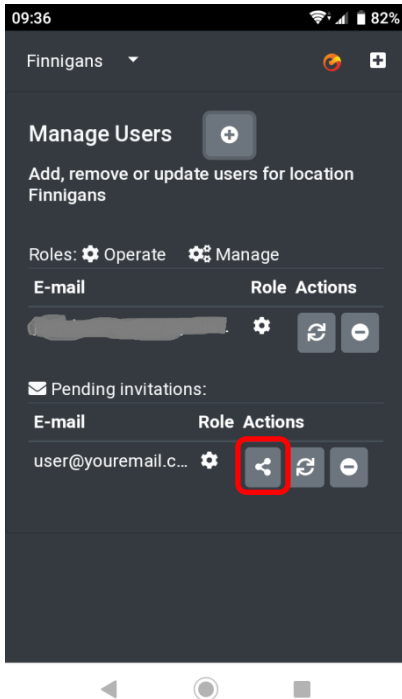 09:36 82%
Finnigans
Manage Users
Add, remove or update users for location
Finnigans
Roles: Operate Manage
E-mail Role Actions
Pending invitations:
E-mail Role Actions
user@youremail.c...